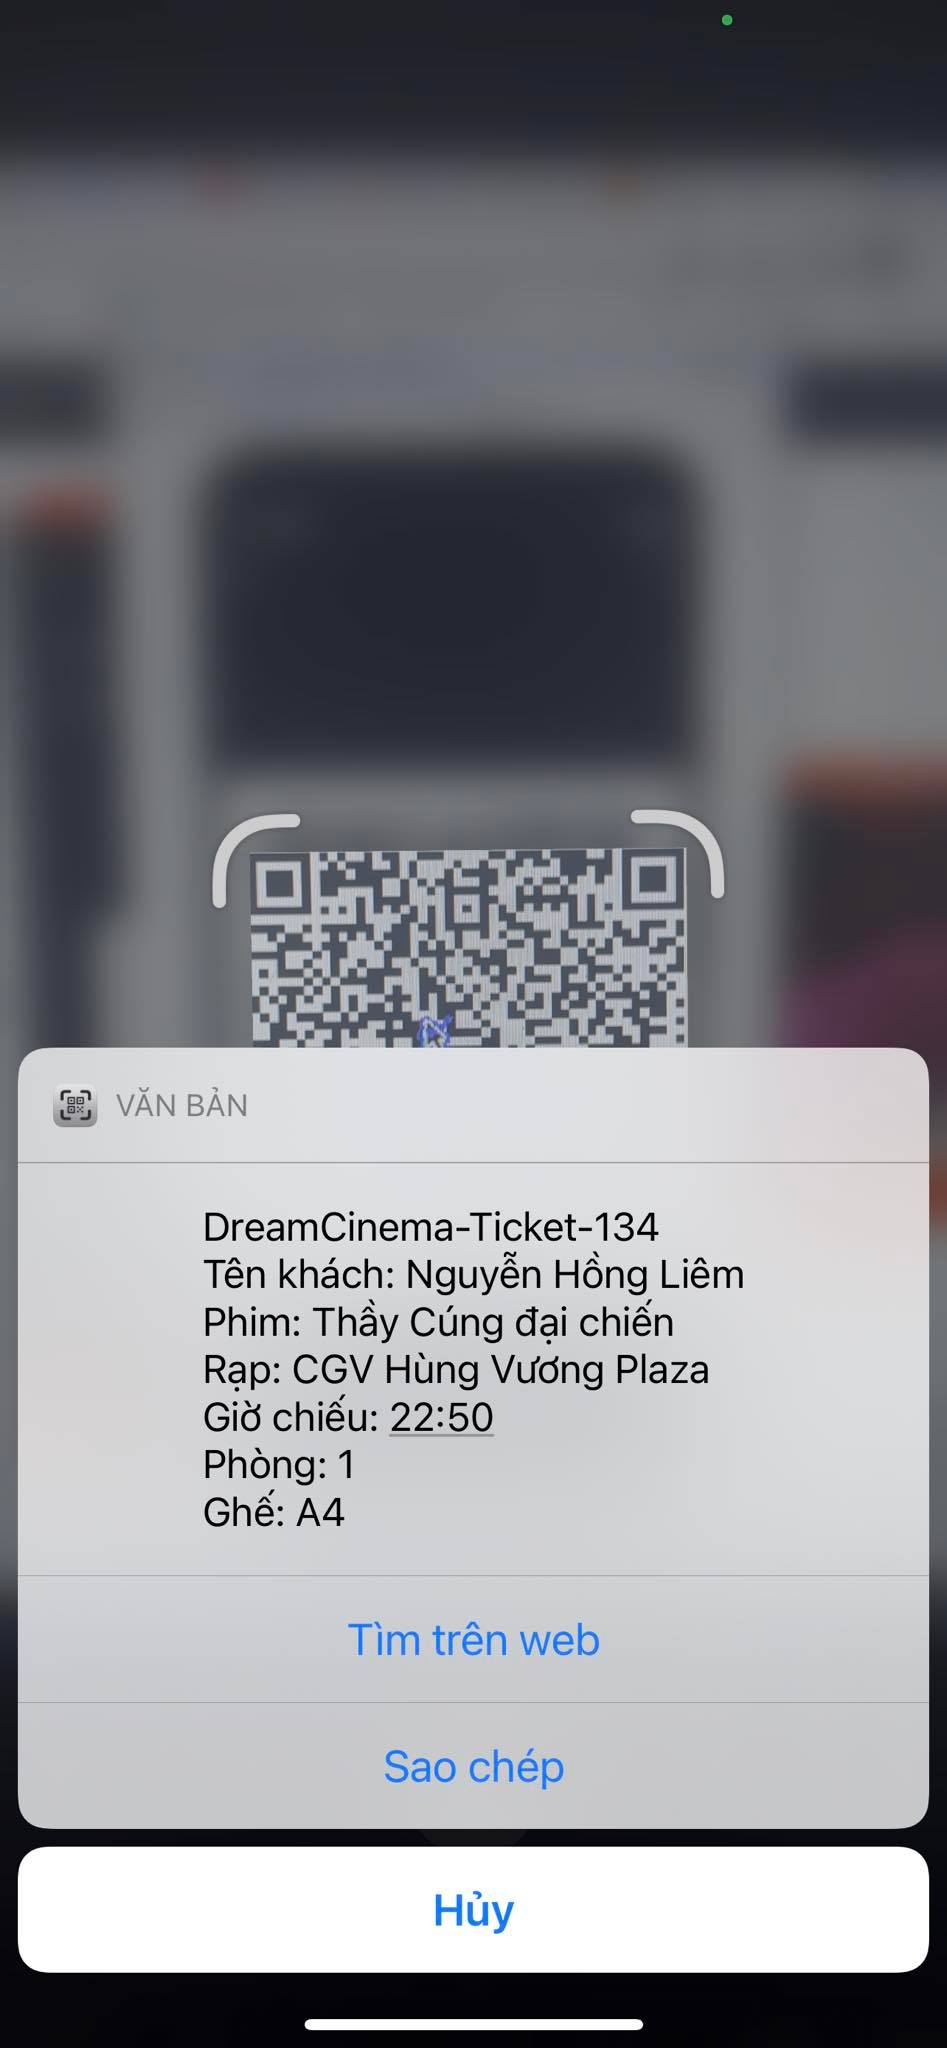 VĂN BẢN
DreamCinema-Ticket-134
Tên khách: Nguyễn Hồng Liêm
Phim: Thầy Cúng đại chiến
Rạp: CGV Hùng Vương Plaza
Giờ chiếu: 22:50
Phòng: 1
Ghế: A4
Tìm trên web
Sao chép
Hủy